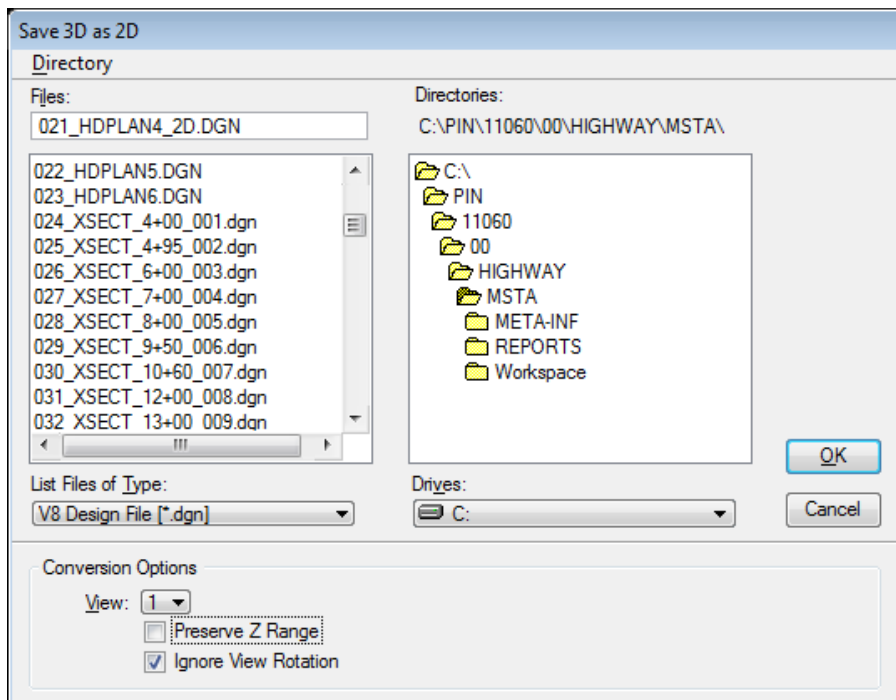 Save 3D as 2D
Directory
Files:
021_HDPLAN4_2D.DGN
022_HDPLAN5.DGN
023_HDPLAN6.DGN
024_XSECT_4+00_001.dgn
025_XSECT_4+95_002.dgn
026_XSECT_6+00_003.dgn
027_XSECT_7+00_004.dgn
028_XSECT_8+00_005.dgn
029_XSECT_9+50_006.dgn
030_XSECT_10+60_007.dgn
031_XSECT_12+00_008.dgn
032_XSECT_13+00_009.dgn
List Files of Type:
V8 Design File [*.dgn]
Directories:
C:\PIN\11060\00\HIGHWAY\MSTA\
C:\
PIN
11060
00
HIGHWAY
MSTA
META-INF
REPORTS
Workspace
Drives:
C:
OK
Cancel
Conversion Options
View: 1
Preserve Z Range
Ignore View Rotation